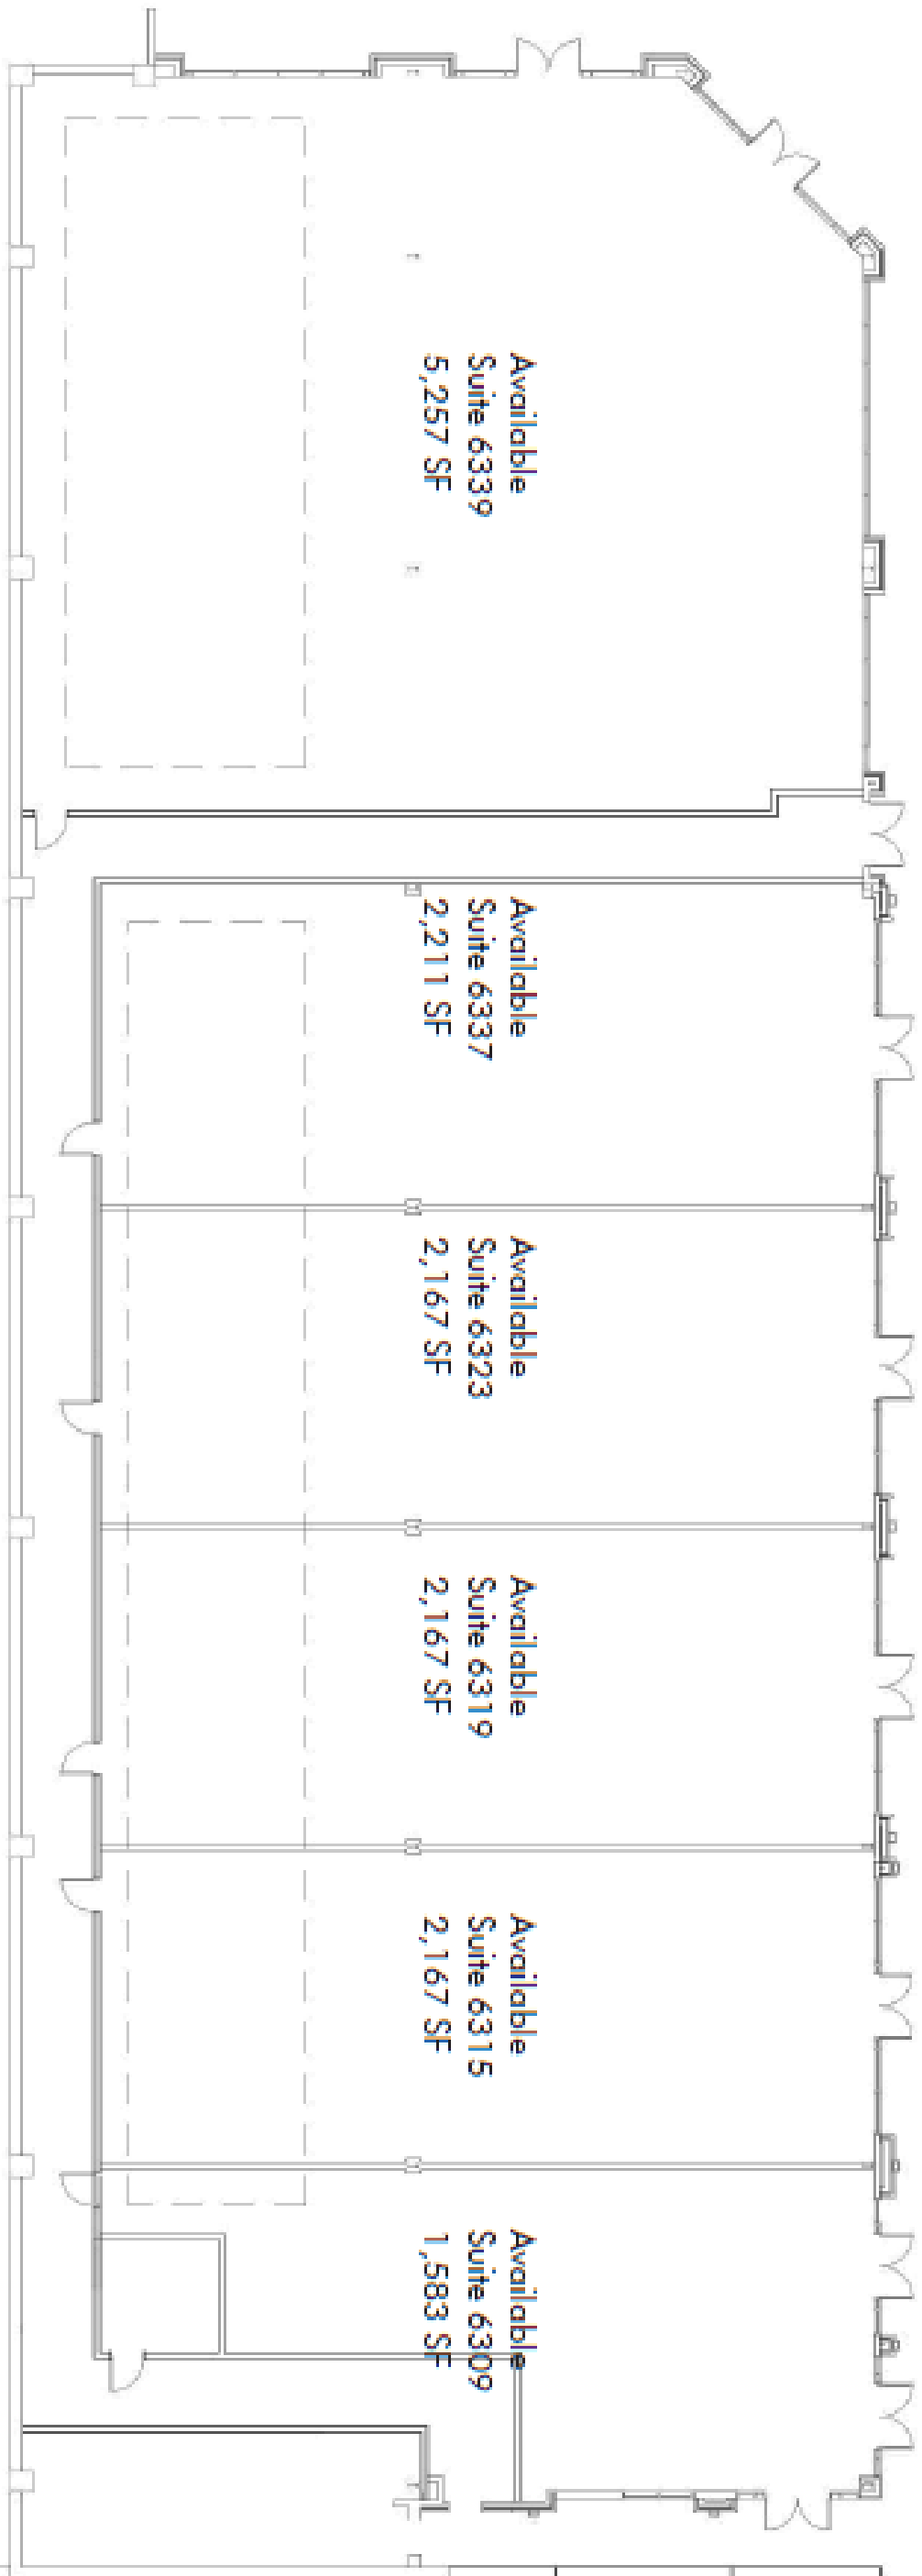 Available
Suite 6339
5,257 SF
Available
Suite 6337
2,211 SF
Available
Suite 6323
2,167 SF
Available
Suite 6319
2,167 SF
Available
Suite 6315
2,167 SF
Available
Suite 6309
1,583 SF